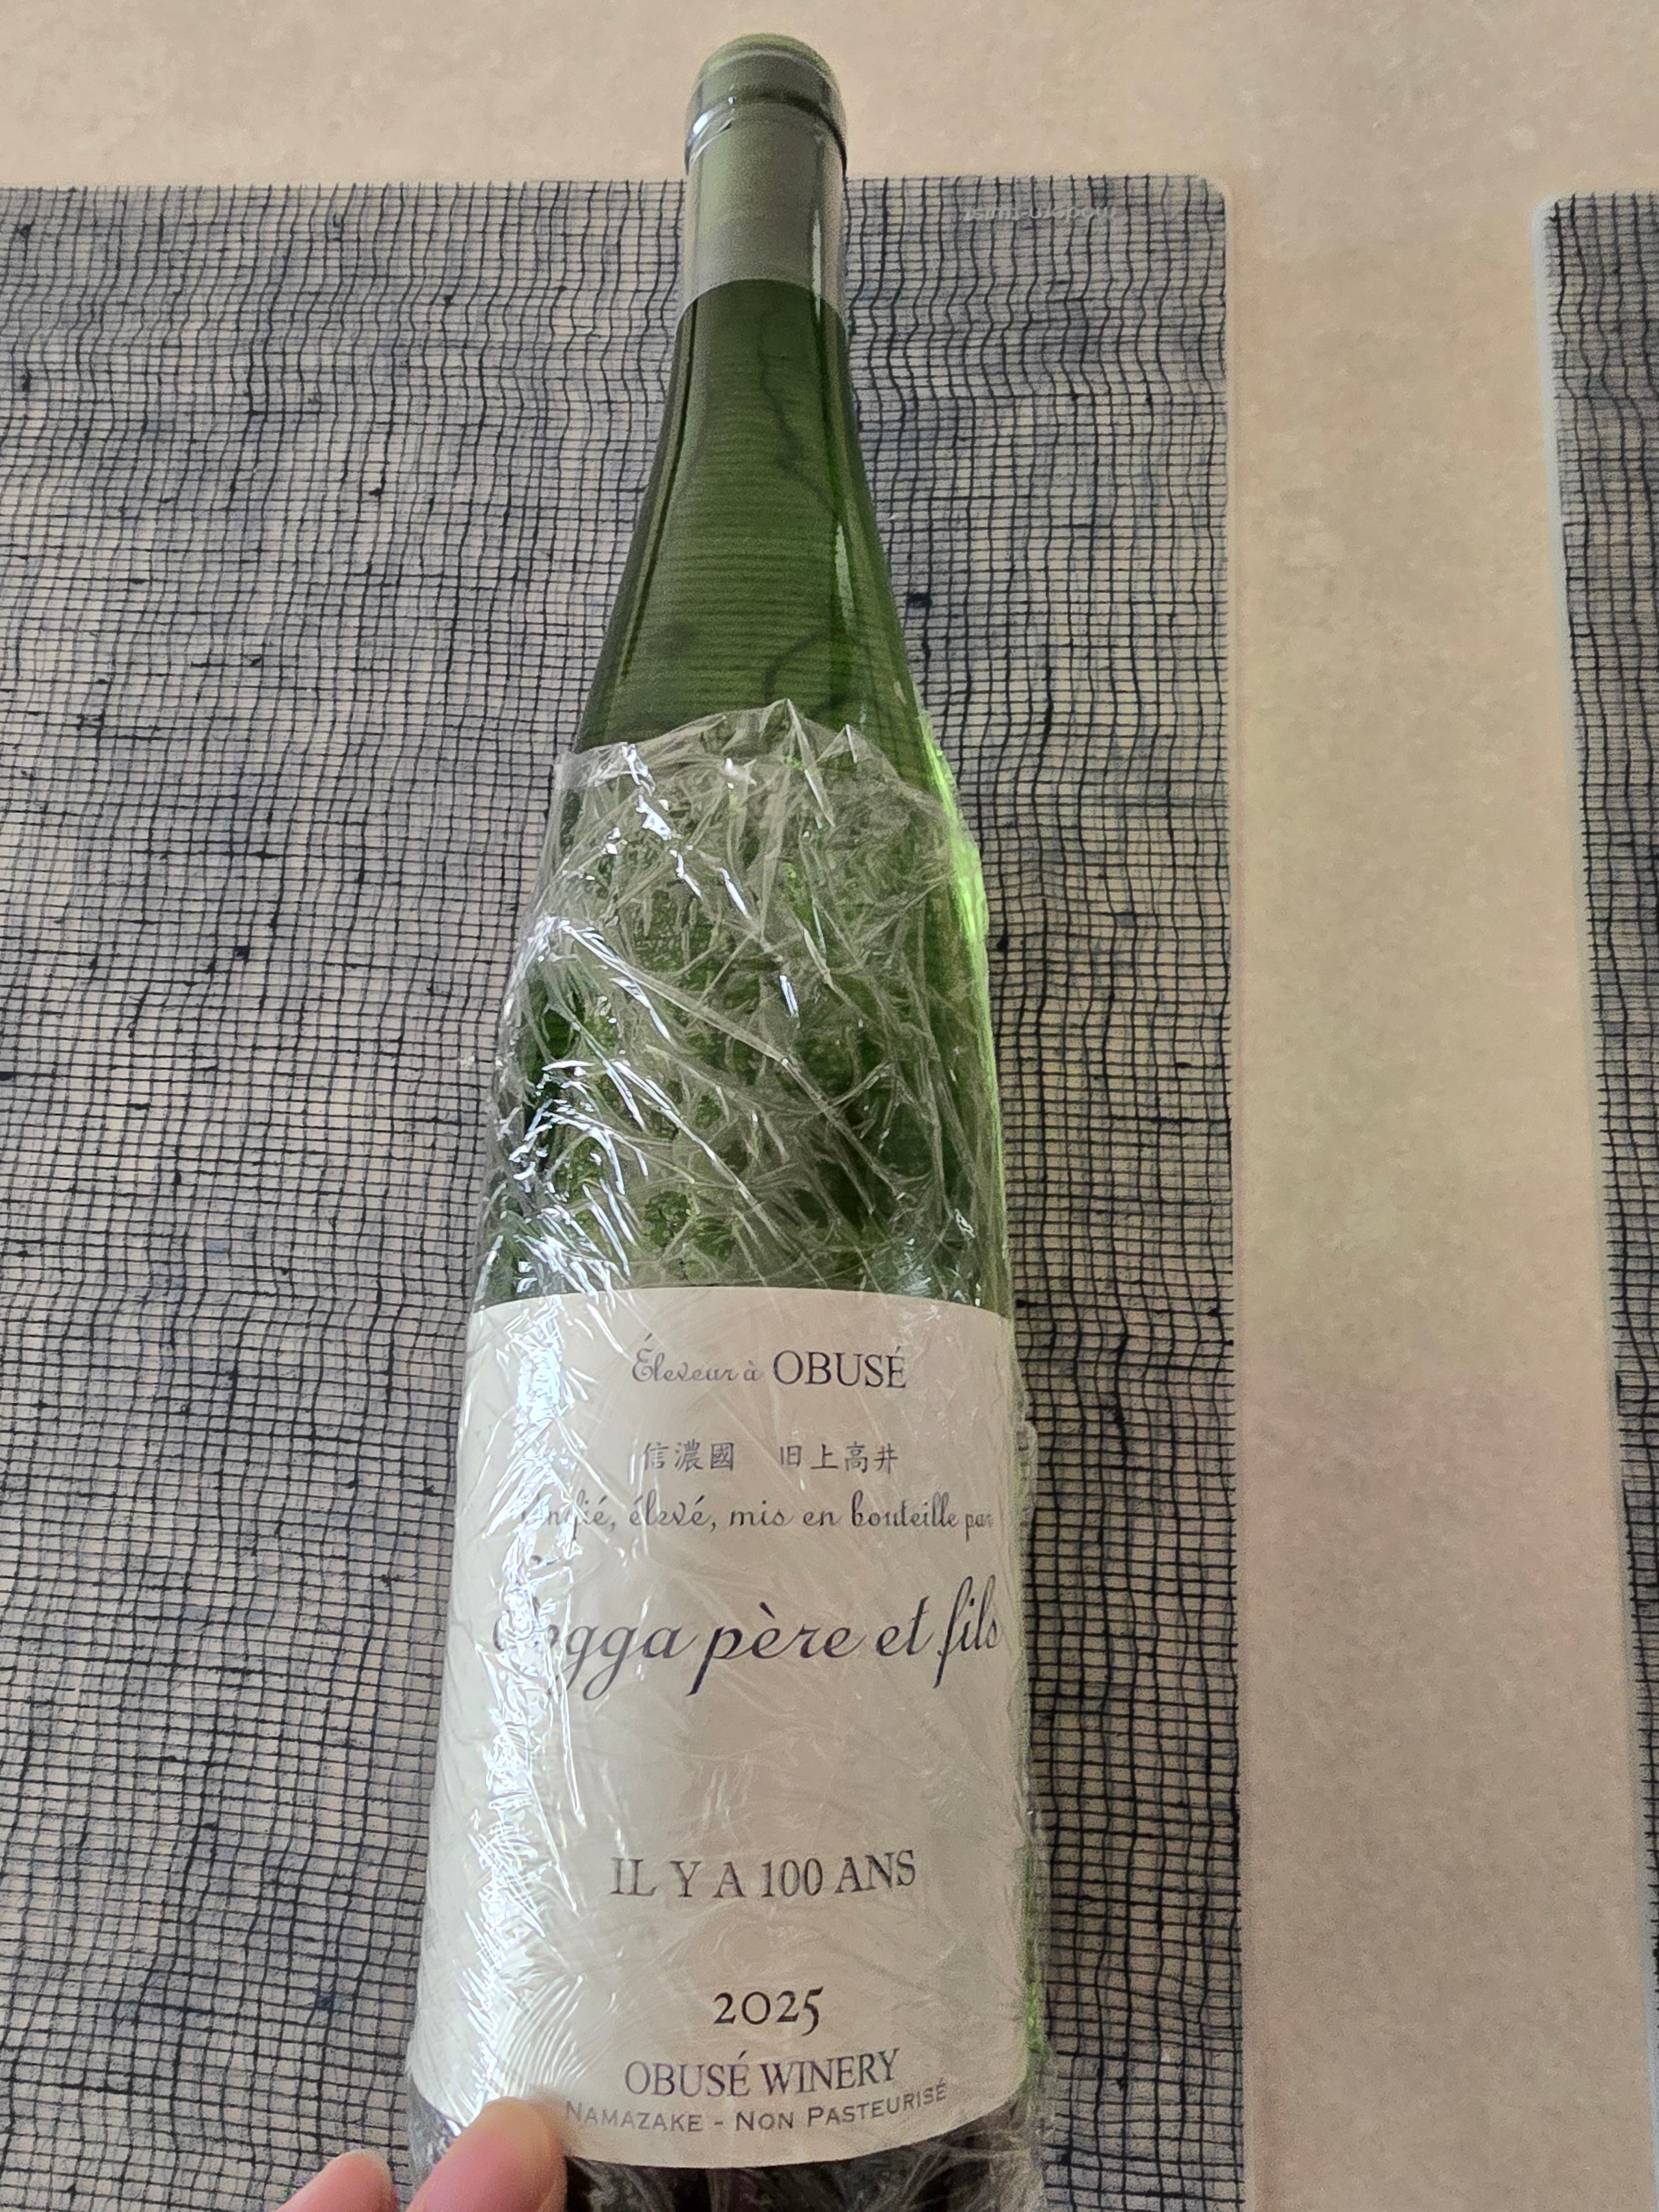 Éleveur à OBUSÉ
信濃國 旧上高井
élevé, mis en bouteille par
père et fils
IL Y A 100 ANS
2025
OBUSÉ WINERY
NAMAZAKE - NON PASTEURISÉ